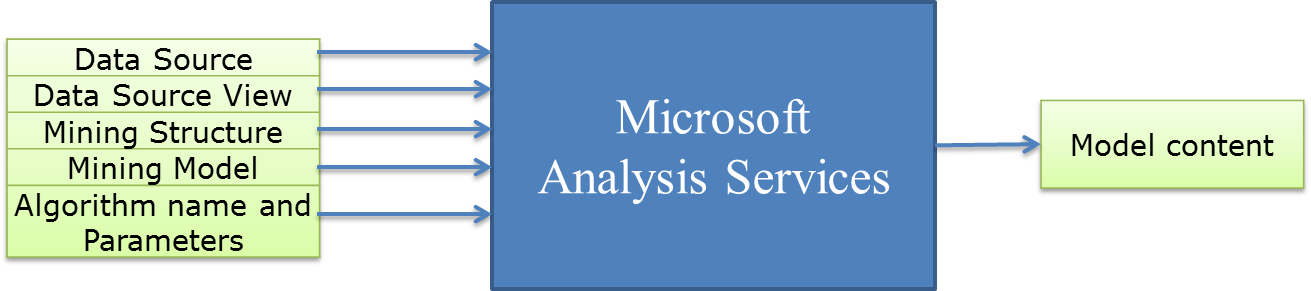 Data Source
Data Source View
Mining Structure
Mining Model
Algorithm name and
Parameters
Microsoft
Analysis Services
Model content